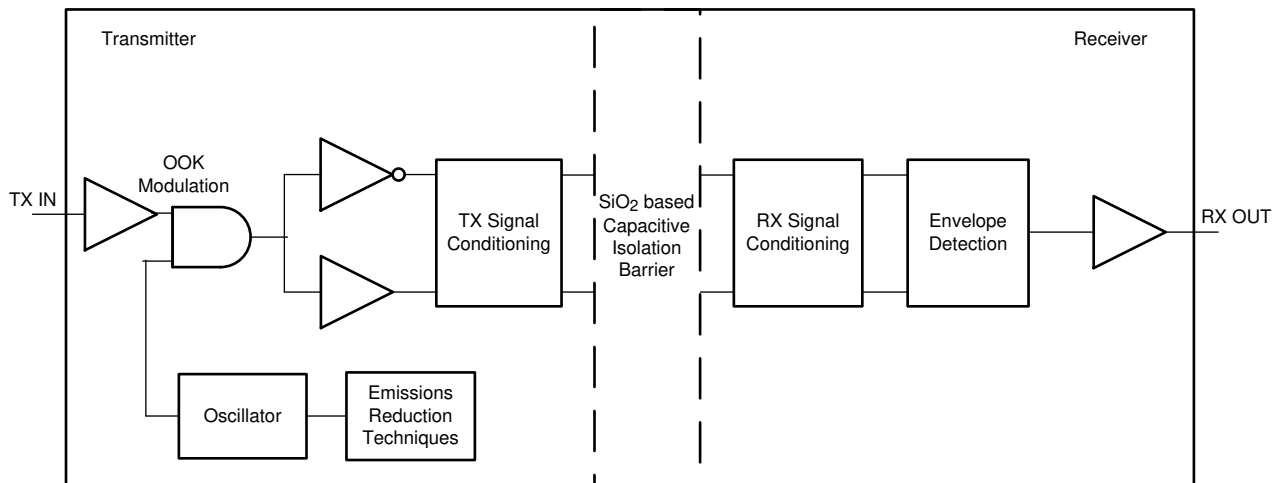 Transmitter
Receiver
OOK
Modulation
TX IN
TX Signal
Conditioning
SiO2 based
Capacitive
Isolation
Barrier
RX Signal
Conditioning
Envelope
Detection
RX OUT
Oscillator
Emissions
Reduction
Techniques